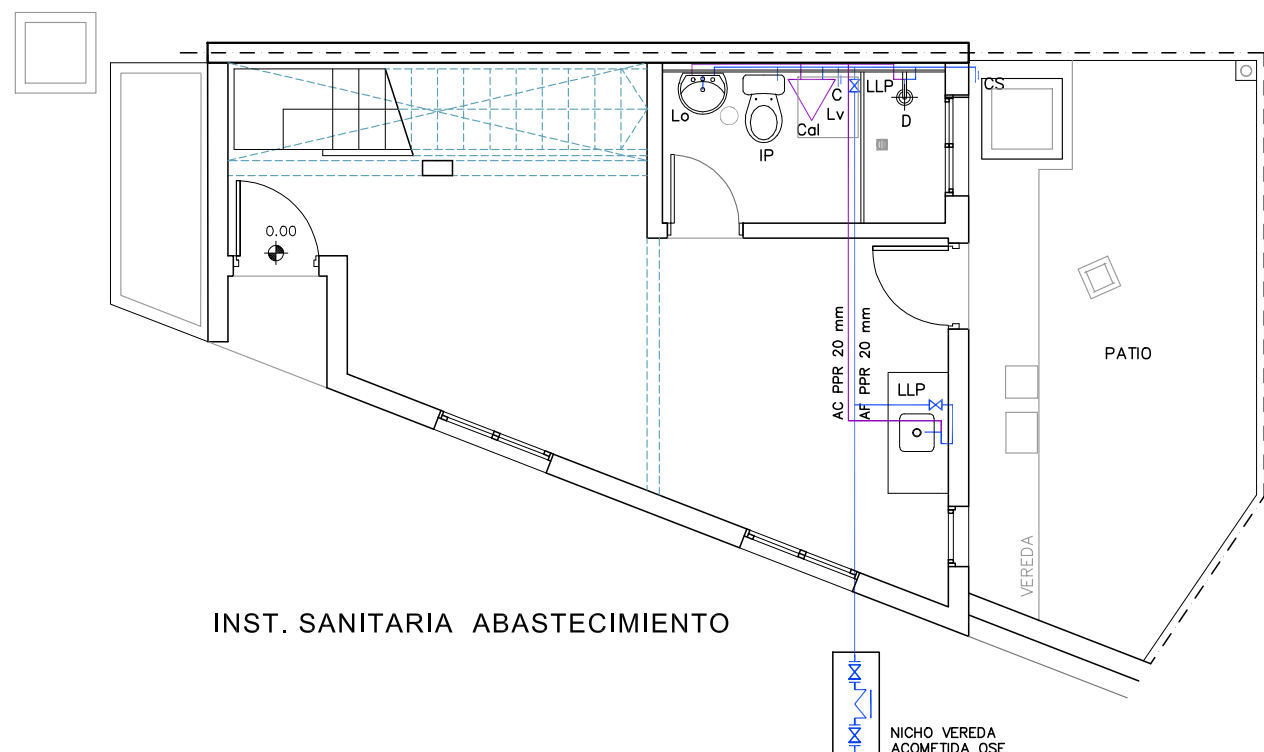 CS
C
LLP
Lo
Lv
D
Cal
IP
0.00
AC PPR 20 mm
AF PPR 20 mm
PATIO
LLP
VEREDA
INST. SANITARIA ABASTECIMIENTO
NICHO VEREDA
ACOMETIDA OSE